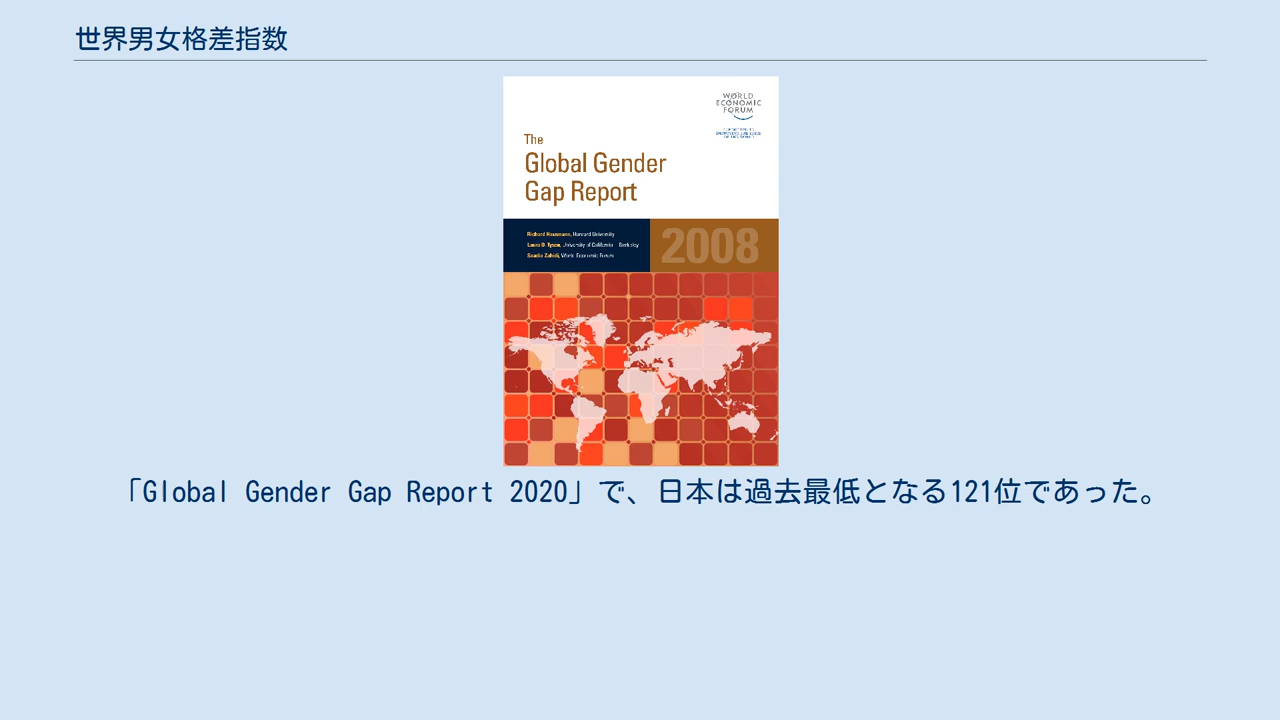 世界男女格差指数
WORLD
ECONOMIC
FORUM
The
Global Gender
Gap Report
Richard Hausmann, Harvard University
Laura D. Tyson, University of California, Berkeley
Saadia Zahidi, World Economic Forum
2008
「Global Gender Gap Report 2020」で、日本は過去最低となる121位であった。